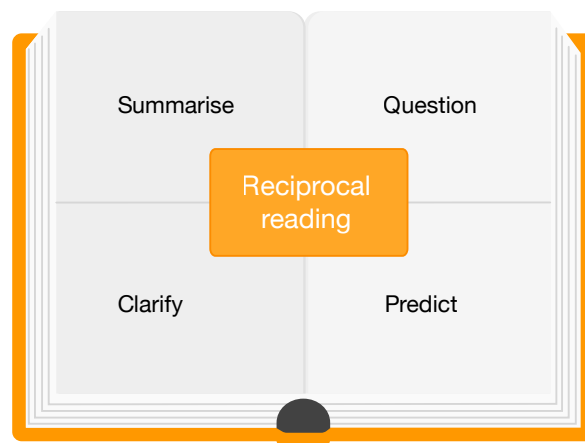 Summarise
Question
Reciprocal
reading
Clarify
Predict